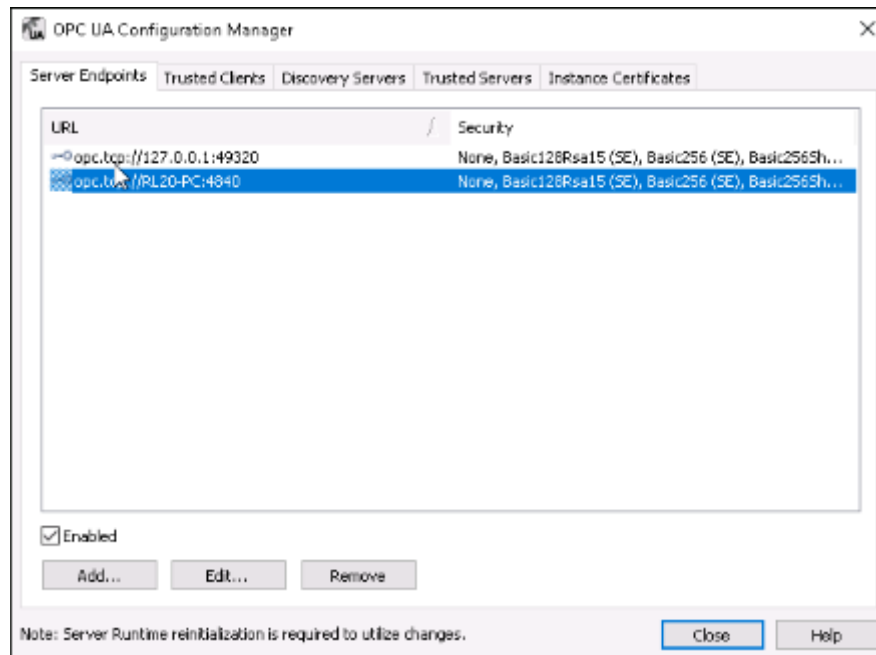 OPC UA Configuration Manager
Server Endpoints Trusted Clients Discovery Servers Trusted Servers Instance Certificates
URL / Security
opc.tcp://127.0.0.1:49320 None, Basic128Rsa15 (SE), Basic256 (SE), Basic256Sh...
opc.tcp://RL20-PC:4840 None, Basic128Rsa15 (SE), Basic256 (SE), Basic256Sh...
Enabled
Add... Edit... Remove
Note: Server Runtime reinitialization is required to utilize changes.
Close Help